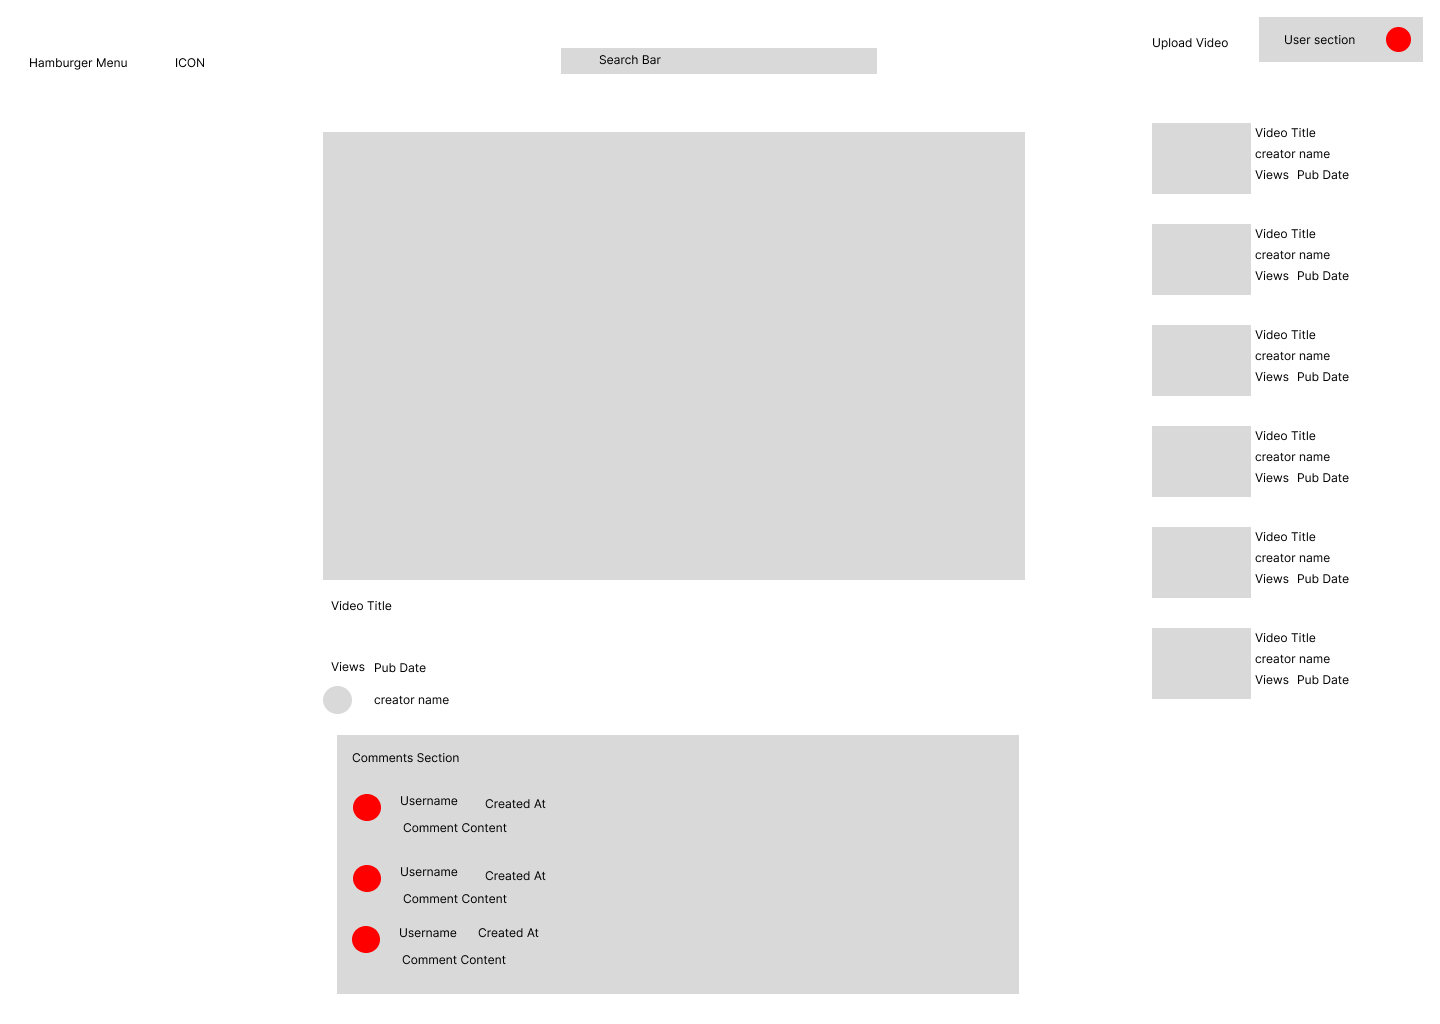 Hamburger Menu
ICON
Search Bar
Upload Video
User section
Video Title
Views Pub Date
creator name
Comments Section
Username Created At
Comment Content
Username Created At
Comment Content
Username Created At
Comment Content
Video Title
creator name
Views Pub Date
Video Title
creator name
Views Pub Date
Video Title
creator name
Views Pub Date
Video Title
creator name
Views Pub Date
Video Title
creator name
Views Pub Date
Video Title
creator name
Views Pub Date